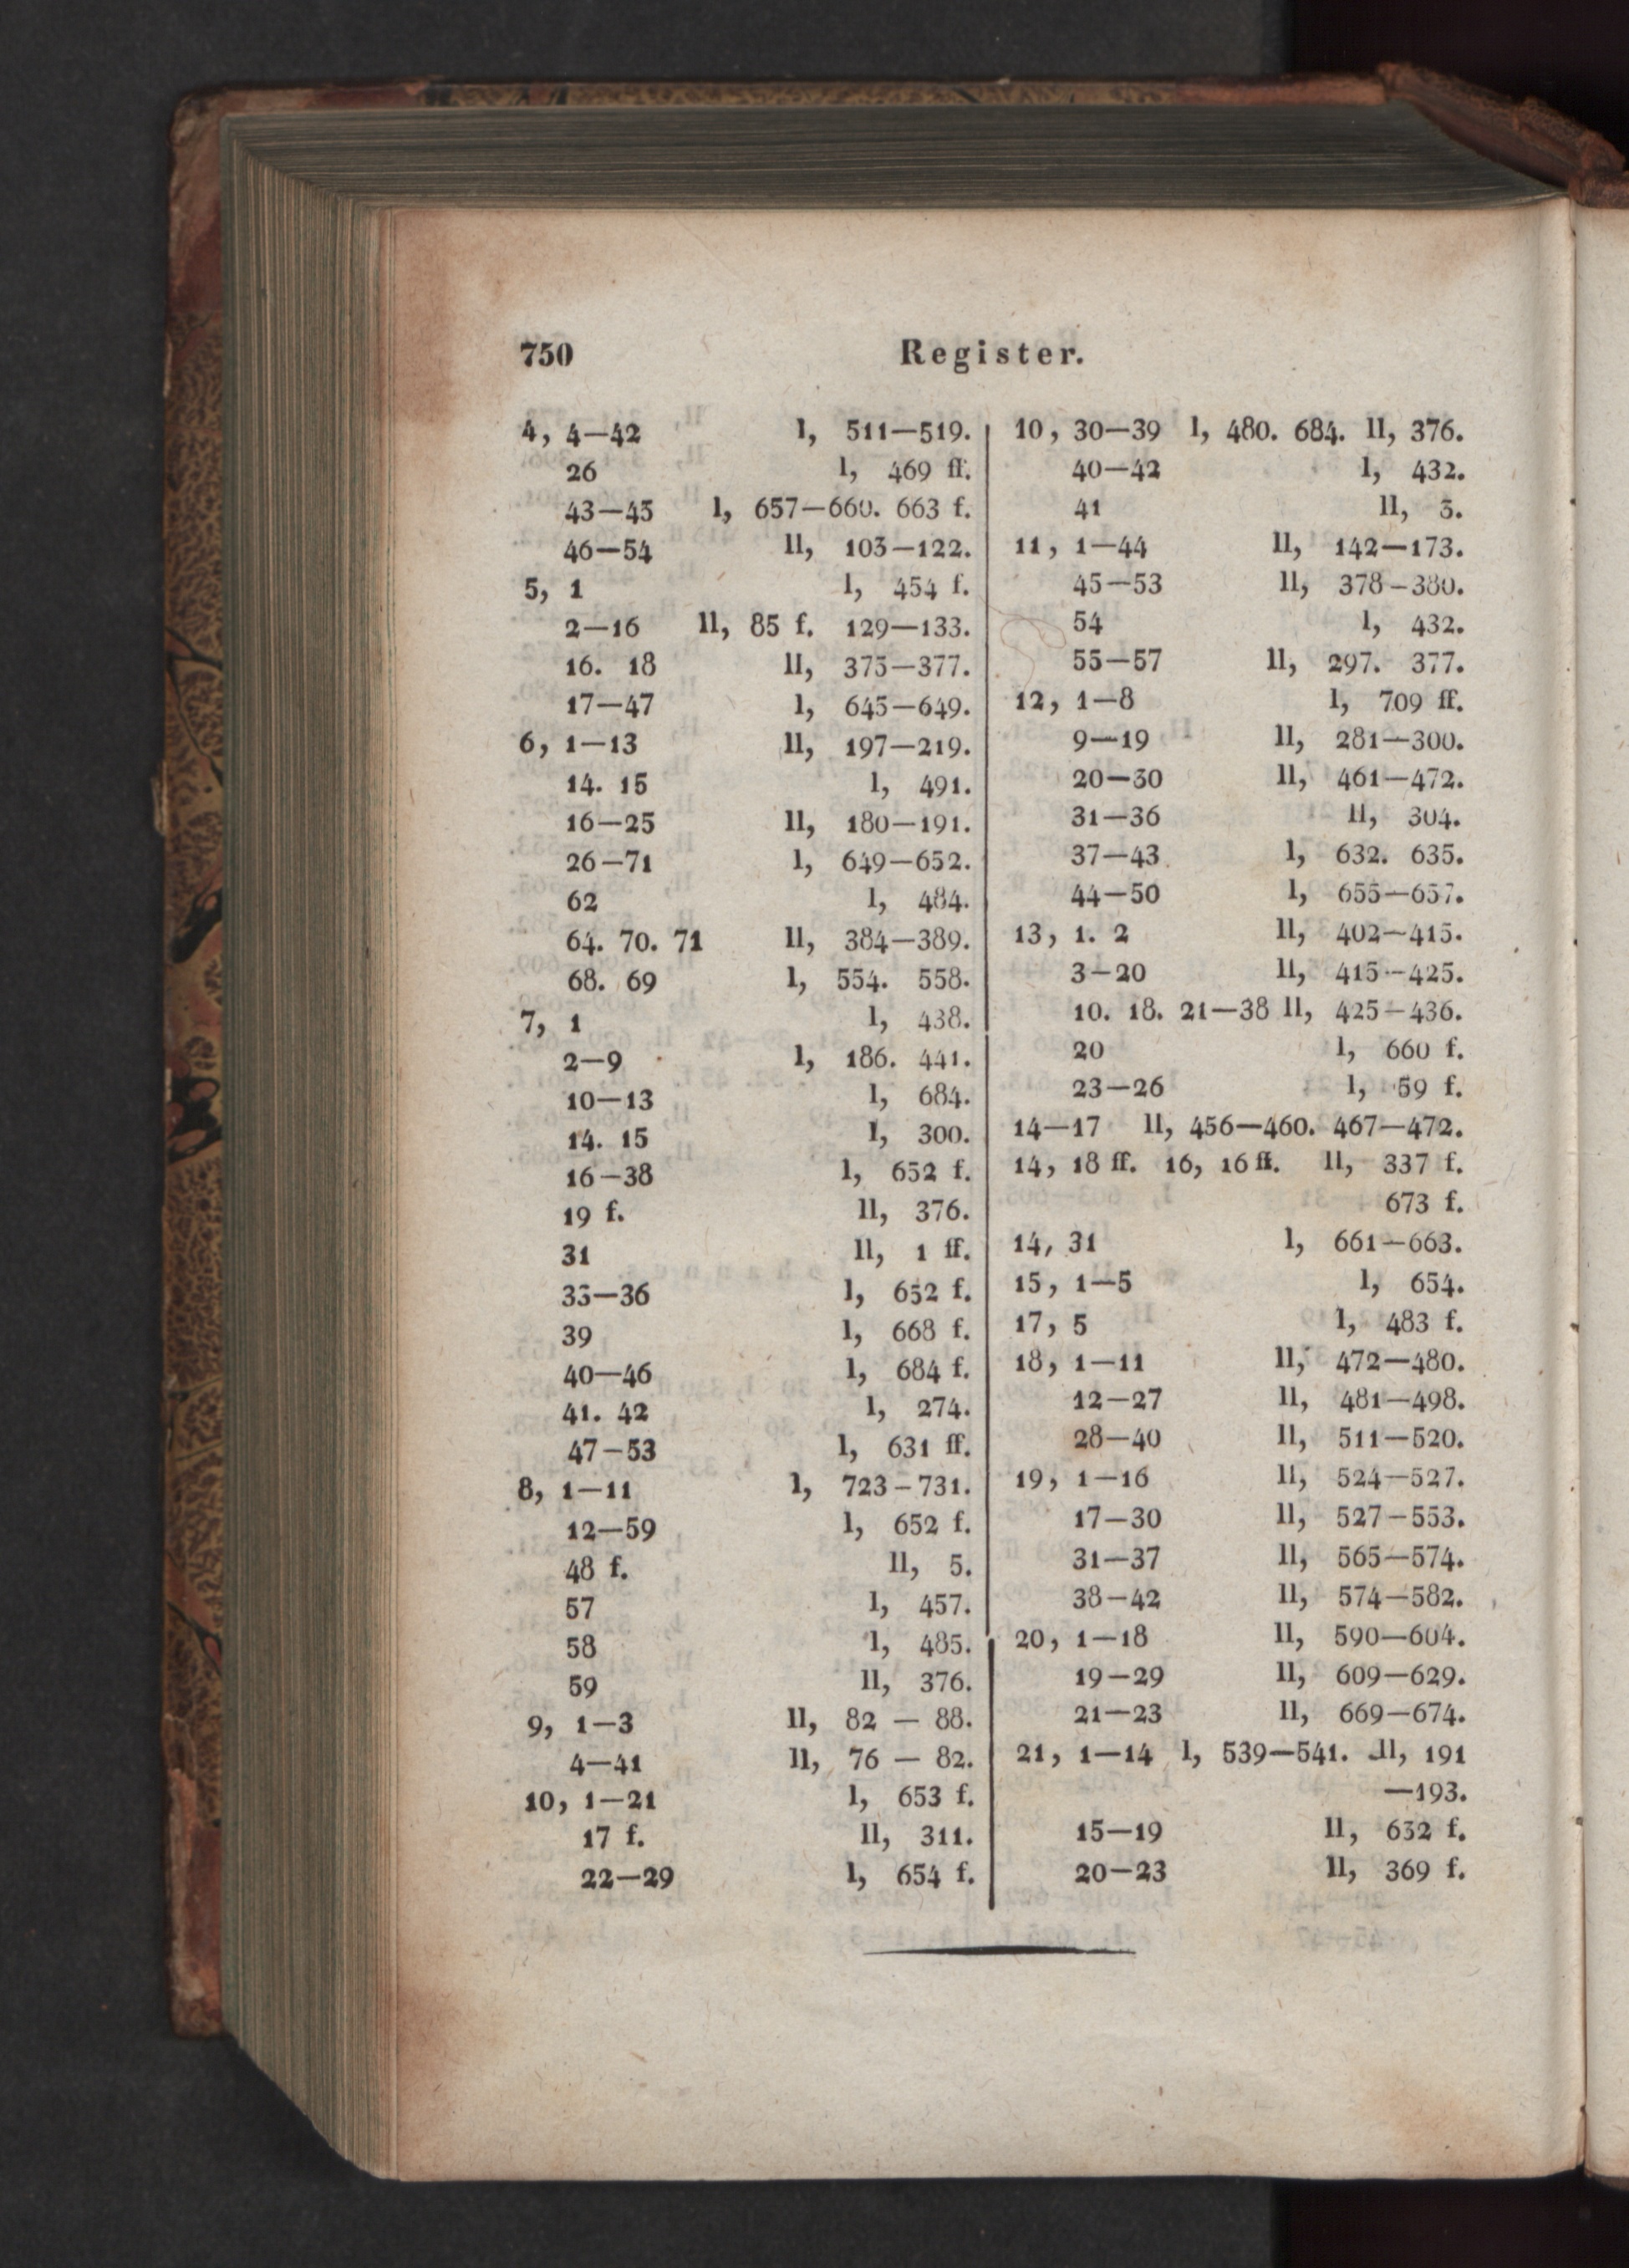 750 Register.
4, 4—42 I, 511—519.
26 I, 469 ff.
43—45 I, 657—660. 663 f.
46—54 II, 103—122.
5, 1 I, 454 f.
2—16 II, 85 f. 129—133.
16. 18 II, 375—377.
17—47 I, 645—649.
6, 1—13 II, 197—219.
14. 15 I, 491.
16—25 II, 180—191.
26—71 I, 649—652.
62 I, 484.
64. 70. 71 II, 384—389.
68. 69 I, 554. 558.
7, 1 I, 438.
2—9 I, 186. 441.
10—13 I, 684.
14. 15 I, 300.
16—38 I, 652 f.
19 f. II, 376.
31 II, 1 ff.
33—36 I, 652 f.
39 I, 668 f.
40—46 I, 684 f.
41. 42 I, 274.
47—53 I, 631 ff.
8, 1—11 I, 723—731.
12—59 I, 652 f.
48 f. II, 5.
57 I, 457.
58 I, 485.
59 II, 376.
9, 1—3 II, 82 — 88.
4—41 II, 76 — 82.
10, 1—21 I, 653 f.
17 f. II, 311.
22—29 I, 654 f.
10, 30—39 I, 480. 684. II, 376.
40—42 I, 432.
41 II, 3.
11, 1—44 II, 142—173.
45—53 II, 378—380.
54 I, 432.
55—57 II, 297. 377.
12, 1—8 I, 709 ff.
9—19 II, 281—300.
20—30 II, 461—472.
31—36 II, 304.
37—43 I, 632. 635.
44—50 I, 655—657.
13, 1. 2 II, 402—415.
3—20 II, 415—425.
10. 18. 21—38 II, 425—436.
20 I, 660 f.
23—26 I, 59 f.
14—17 II, 456—460. 467—472.
14, 18 ff. 16, 16 ff. II, 337 f.
673 f.
14, 31 I, 661—663.
15, 1—5 I, 654.
17, 5 I, 483 f.
18, 1—11 II, 472—480.
12—27 II, 481—498.
28—40 II, 511—520.
19, 1—16 II, 524—527.
17—30 II, 527—553.
31—37 II, 565—574.
38—42 II, 574—582.
20, 1—18 II, 590—604.
19—29 II, 609—629.
21—23 II, 669—674.
21, 1—14 I, 539—541. II, 191
—193.
15—19 II, 632 f.
20—23 II, 369 f.